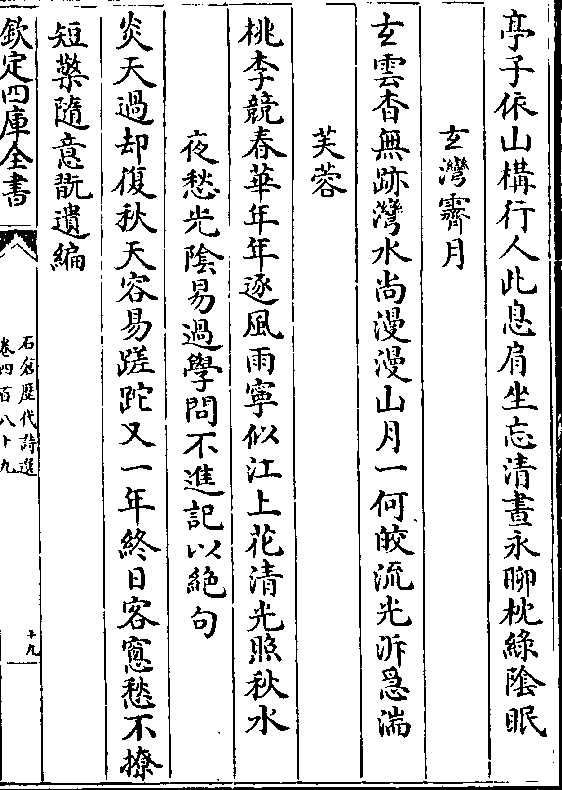 亭子依山構行人此息肩坐忘清晝永聊枕綠陰眠
玄灣霽月
玄雲杳無跡灣水尚漫漫山月一何皎流光泝急湍
芙蓉
桃李競春華年年逐風雨寧似江上花清光照秋水
夜愁光陰易過學問不進記以絶句
炎天過却復秋天容易蹉跎又一年終日客窓愁不撩
短檠隨意翫遺編
欽定四庫全書
石倉歷代詩選
卷四百八十九
十九